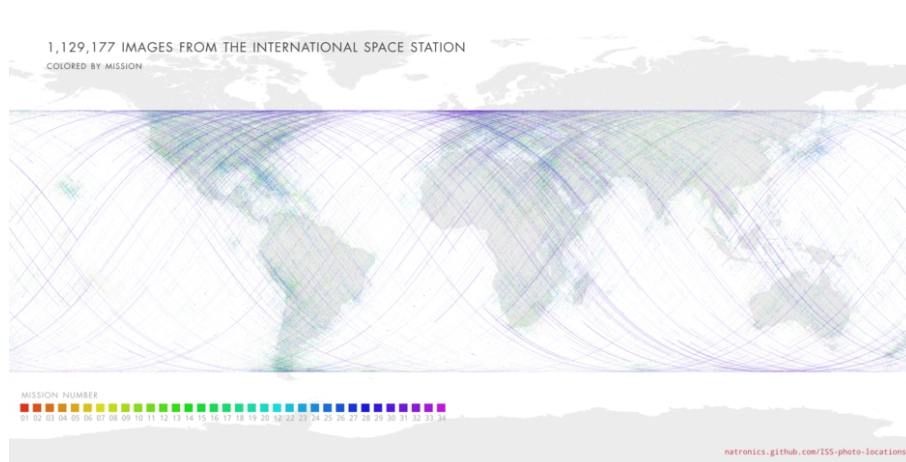 1,129,177 IMAGES FROM THE INTERNATIONAL SPACE STATION
COLORED BY MISSION
MISSION NUMBER
01 02 03 04 05 06 07 08 09 10 11 12 13 14 15 16 17 18 19 20 12 22 23 24 25 26 27 28 29 30 31 32 33 34
natronics.github.com/ISS-photo-locations